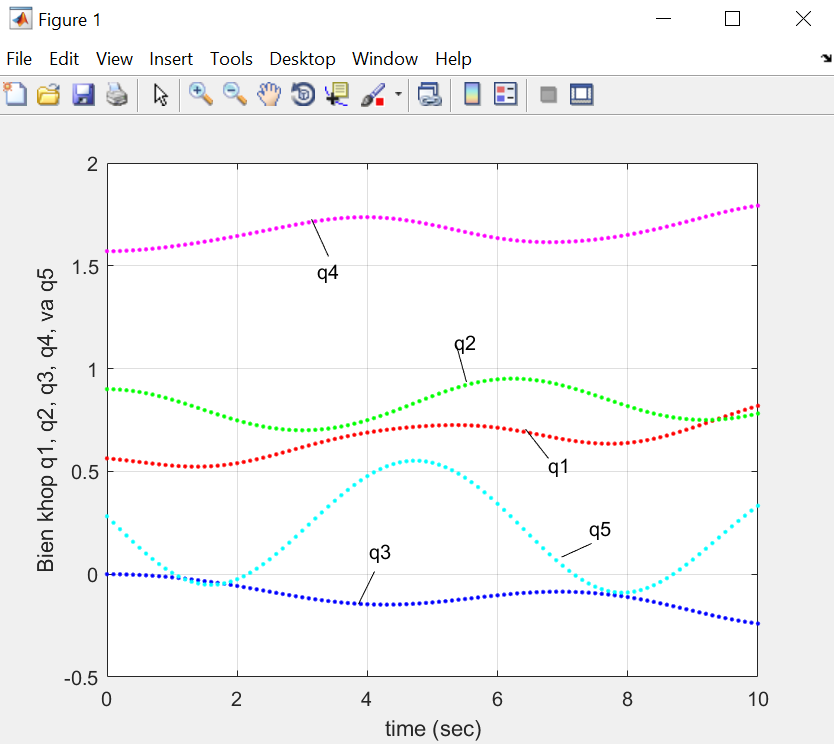 Figure 1
File Edit View Insert Tools Desktop Window Help
2
1.5
1
0.5
0
-0.5
q4
q2
q1
q5
q3
Bien khop q1, q2, q3, q4, va q5
0 2 4 6 8 10
time (sec)